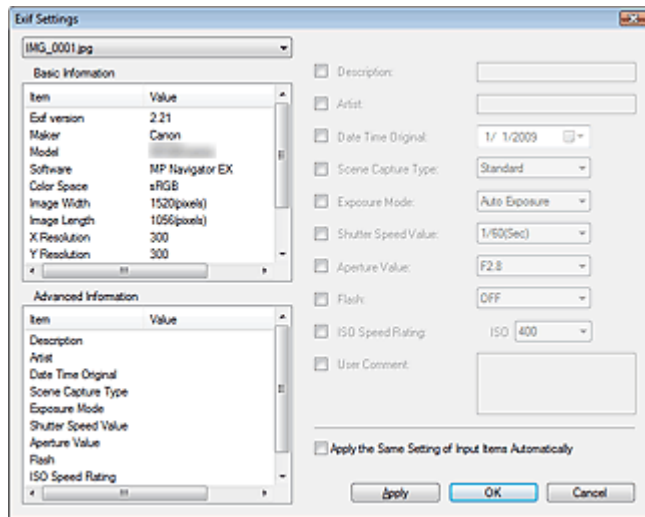 Exif Settings
IMG_0001.jpg
Basic Information
Item Value
Exif version 2.21
Maker Canon
Model
Software MP Navigator EX
Color Space sRGB
Image Width 1520(pixels)
Image Length 1056(pixels)
X Resolution 300
Y Resolution 300
Advanced Information
Item Value
Description
Artist
Date Time Original
Scene Capture Type
Exposure Mode
Shutter Speed Value
Aperture Value
Flash
ISO Speed Rating
Description:
Artist:
Date Time Original: 1/ 1/2009
Scene Capture Type: Standard
Exposure Mode: Auto Exposure
Shutter Speed Value: 1/60(Sec)
Aperture Value: F2.8
Flash: OFF
ISO Speed Rating: ISO 400
User Comment:
Apply the Same Setting of Input Items Automatically
Apply OK Cancel